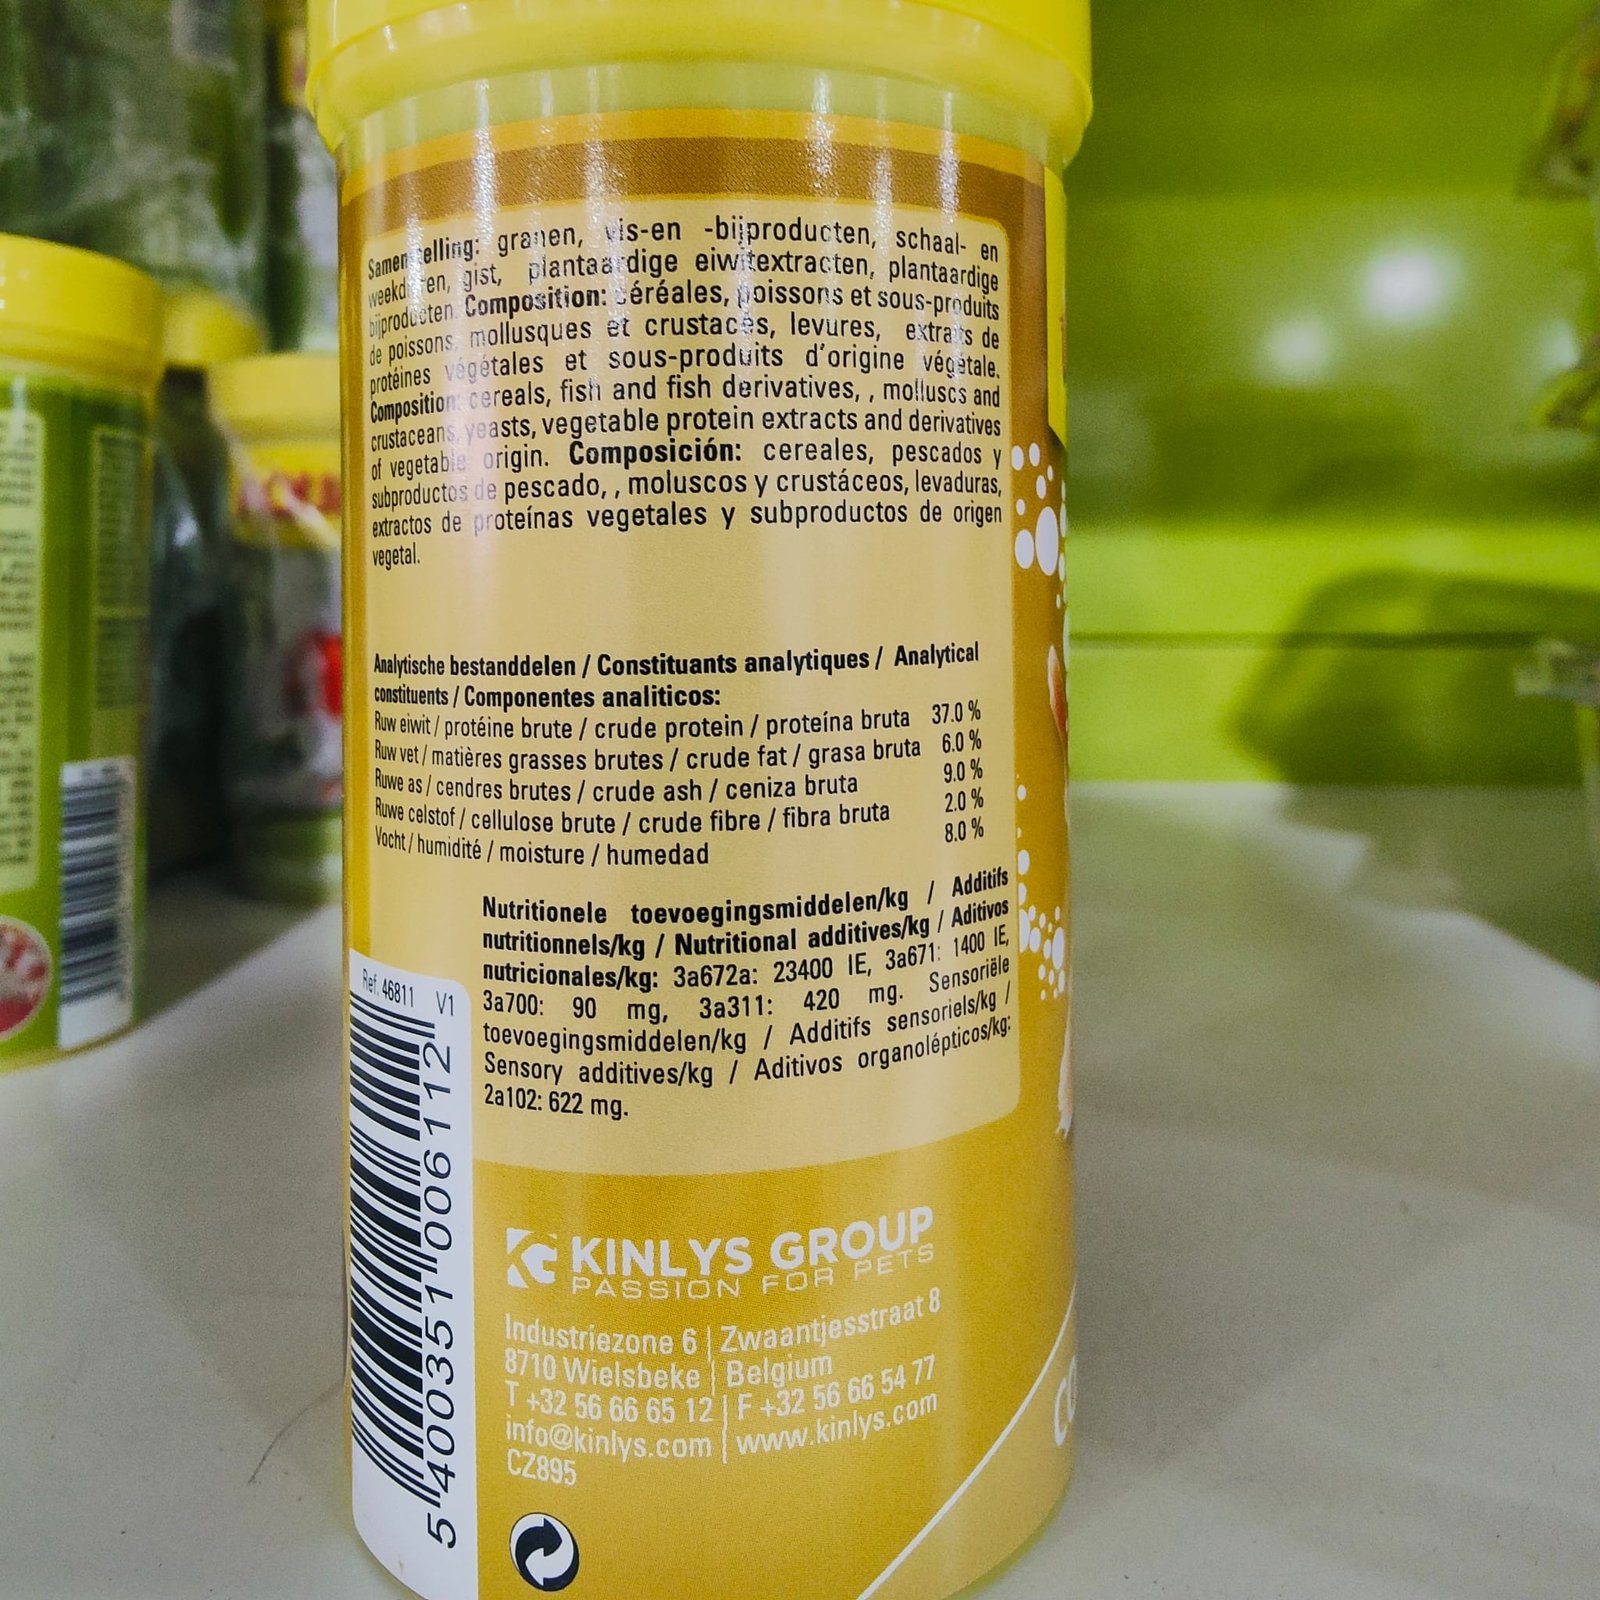 Samenstelling: granen, vis-en -bijproducten, schaal- en
weekdieren, gist, plantaardige eiwitextracten, plantaardige
bijproducten. Composition: céréales, poissons et sous-produits
de poissons, mollusques et crustacés, levures, extraits de
protéines végétales et sous-produits d'origine végétale.
Composition: cereals, fish and fish derivatives, , molluscs and
crustaceans, yeasts, vegetable protein extracts and derivatives
of vegetable origin. Composición: cereales, pescados y
subproductos de pescado, , moluscos y crustáceos, levaduras,
extractos de proteínas vegetales y subproductos de origen
vegetal.
Analytische bestanddelen / Constituants analytiques / Analytical
constituents / Componentes analiticos:
Ruw eiwit / protéine brute / crude protein / proteína bruta 37.0 %
Ruw vet / matières grasses brutes / crude fat / grasa bruta 6.0 %
Ruwe as / cendres brutes / crude ash / ceniza bruta 9.0 %
Ruwe celstof / cellulose brute / crude fibre / fibra bruta 2.0 %
Vocht / humidité / moisture / humedad 8.0 %
Nutritionele toevoegingsmiddelen/kg / Additifs
nutritionnels/kg / Nutritional additives/kg / Aditivos
nutricionales/kg: 3a672a: 23400 IE, 3a671: 1400 IE,
3a700: 90 mg, 3a311: 420 mg. Sensoriële
toevoegingsmiddelen/kg / Additifs sensoriels/kg /
Sensory additives/kg / Aditivos organolépticos/kg:
2a102: 622 mg.
Ref. 46811 V1
5 400351 006112
KINLYS GROUP
PASSION FOR PETS
Industriezone 6 | Zwaantjesstraat 8
8710 Wielsbeke | Belgium
T +32 56 66 65 12 | F +32 56 66 54 77
info@kinlys.com | www.kinlys.com
CZ895